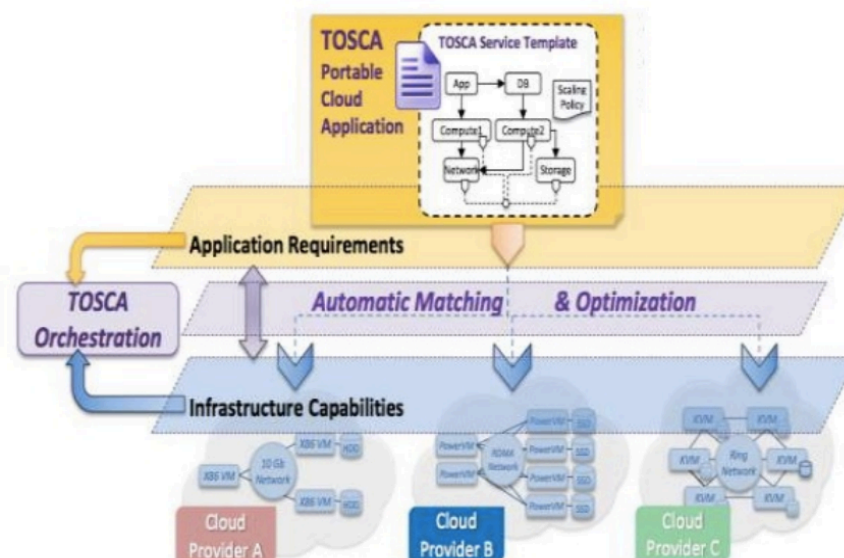 TOSCA
Portable
Cloud
Application
TOSCA Service Template
App
DB
Scaling
Policy
Compute1
Compute2
Network
Storage
Application Requirements
TOSCA
Orchestration
Automatic Matching & Optimization
Infrastructure Capabilities
X86 VM
10 Gb
Network
X86 VM
HDD
X86 VM
HDD
Cloud
Provider A
PowerVM
PowerVM
RDMA
Network
PowerVM
SSD
PowerVM
SSD
PowerVM
SSD
PowerVM
SSD
Cloud
Provider B
KVM
KVM
KVM
Ring
Network
KVM
KVM
KVM
Cloud
Provider C